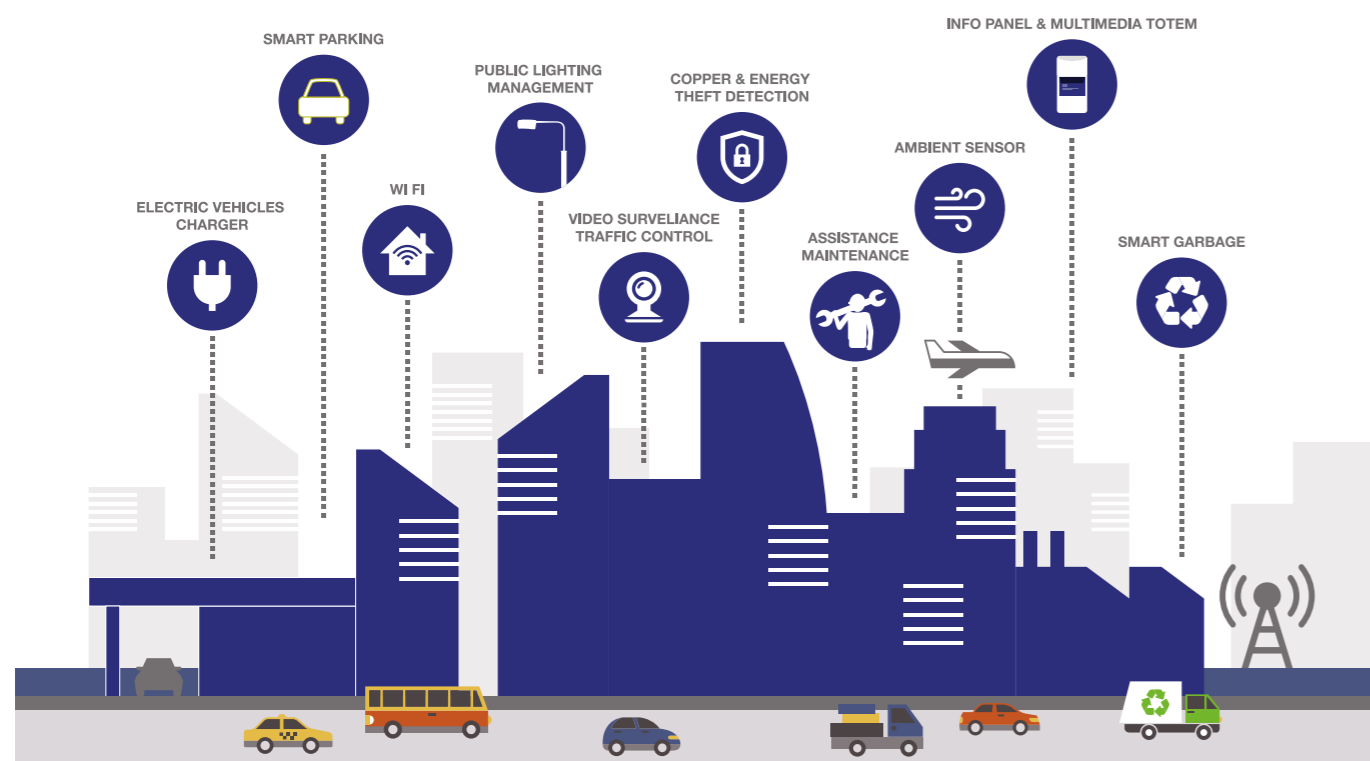 SMART PARKING
INFO PANEL & MULTIMEDIA TOTEM
PUBLIC LIGHTING
MANAGEMENT
COPPER & ENERGY
THEFT DETECTION
AMBIENT SENSOR
WI FI
ELECTRIC VEHICLES
CHARGER
VIDEO SURVELIANCE
TRAFFIC CONTROL
ASSISTANCE
MAINTENANCE
SMART GARBAGE